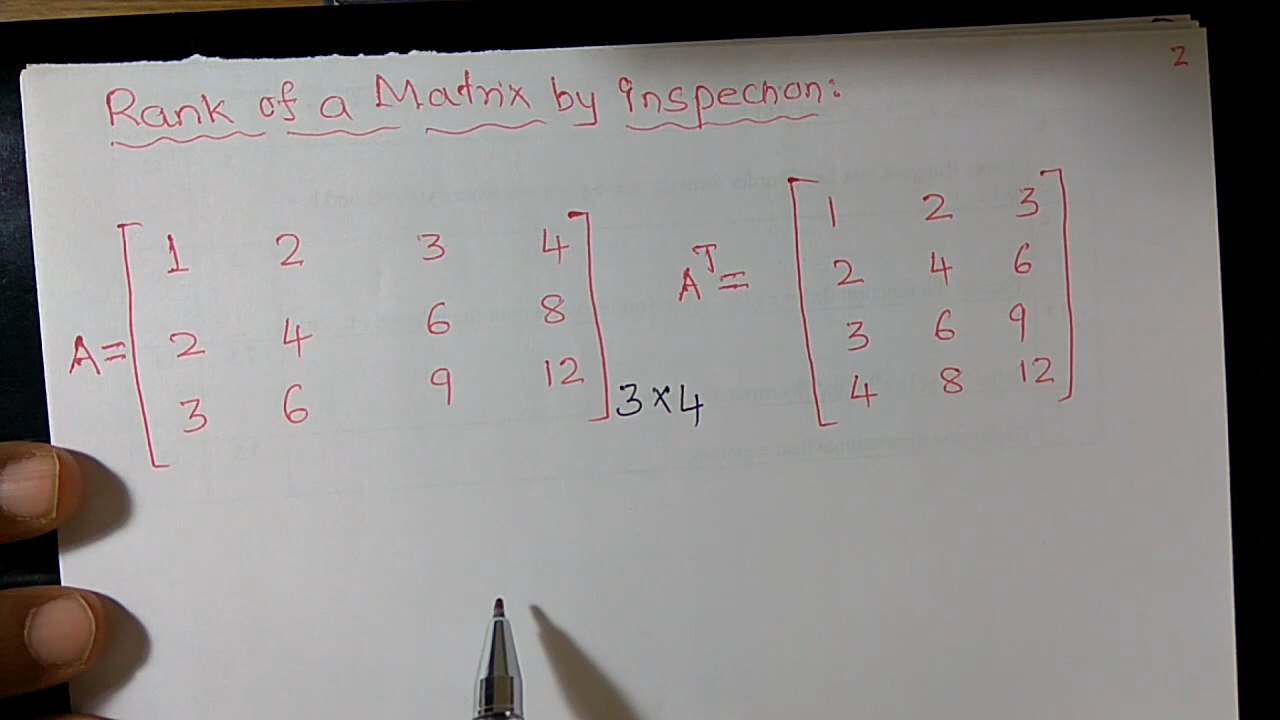 2
Rank of a Matrix by inspection:
A = [ 1 2 3 4
2 4 6 8
3 6 9 12 ] 3×4
Aᵀ = [ 1 2 3
2 4 6
3 6 9
4 8 12 ]